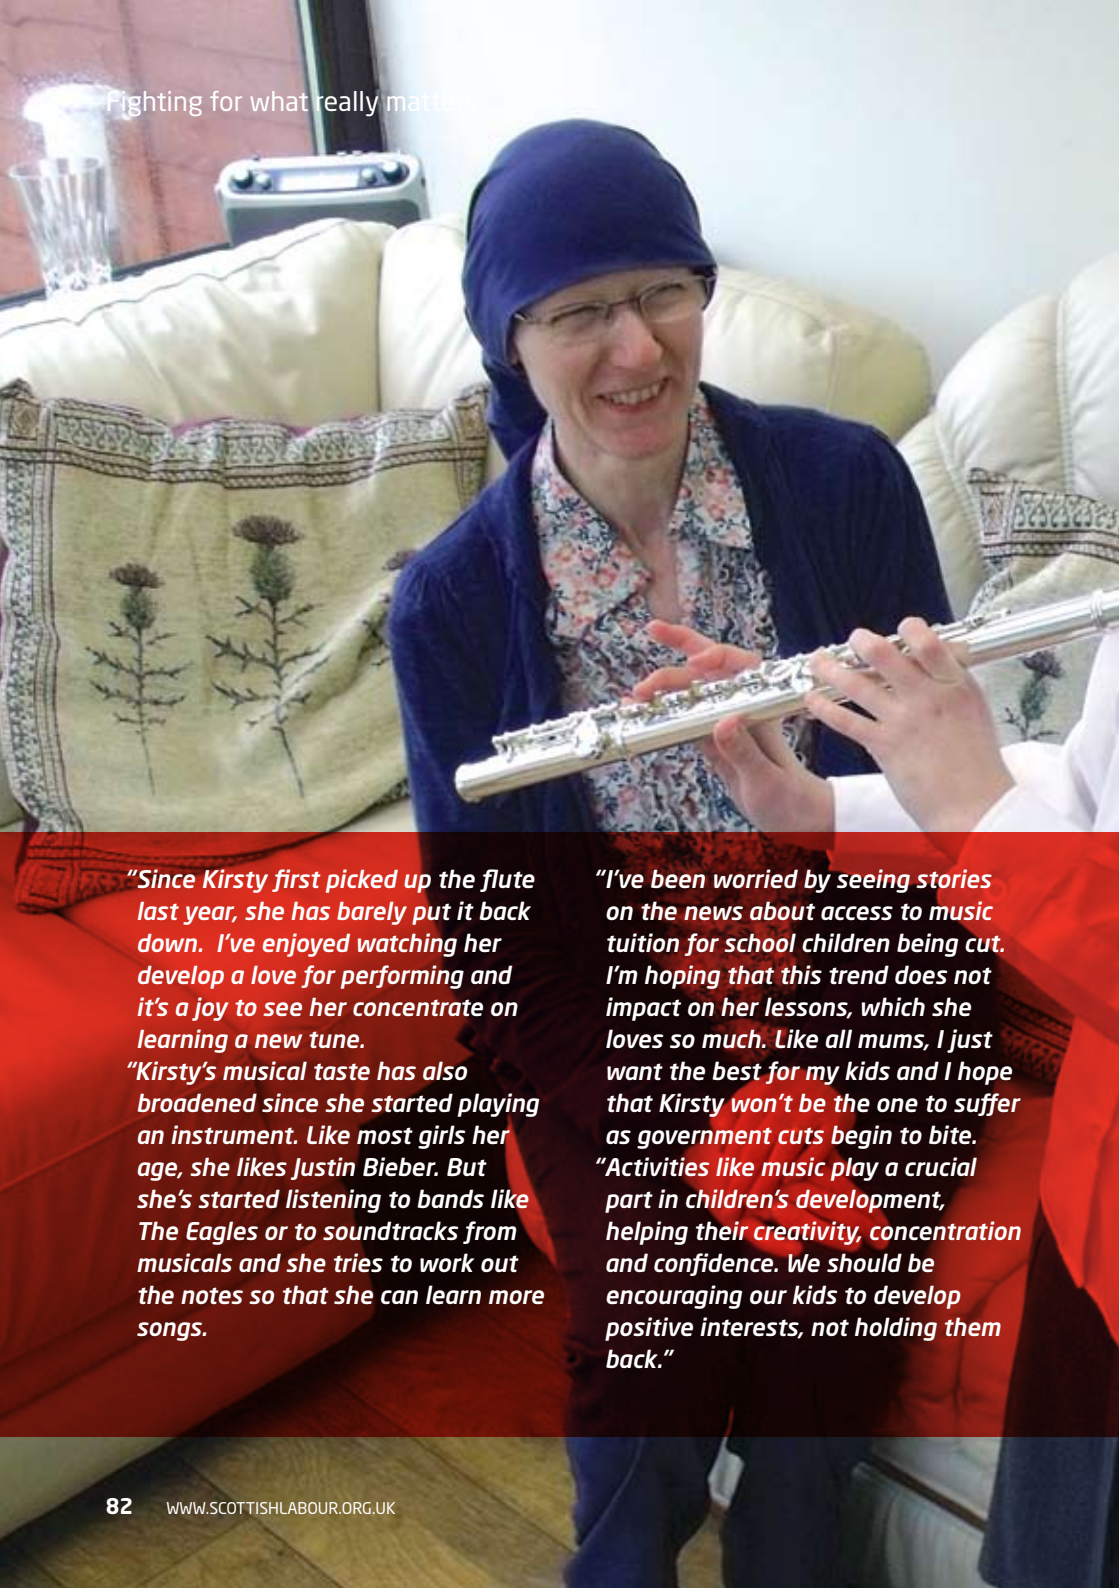 Fighting for what really matters
“Since Kirsty first picked up the flute
last year, she has barely put it back
down.  I’ve enjoyed watching her
develop a love for performing and
it’s a joy to see her concentrate on
learning a new tune.
“Kirsty’s musical taste has also
broadened since she started playing
an instrument. Like most girls her
age, she likes Justin Bieber. But
she’s started listening to bands like
The Eagles or to soundtracks from
musicals and she tries to work out
the notes so that she can learn more
songs.
“I’ve been worried by seeing stories
on the news about access to music
tuition for school children being cut.
I’m hoping that this trend does not
impact on her lessons, which she
loves so much. Like all mums, I just
want the best for my kids and I hope
that Kirsty won’t be the one to suffer
as government cuts begin to bite.
“Activities like music play a crucial
part in children’s development,
helping their creativity, concentration
and confidence. We should be
encouraging our kids to develop
positive interests, not holding them
back.”
82 WWW.SCOTTISHLABOUR.ORG.UK